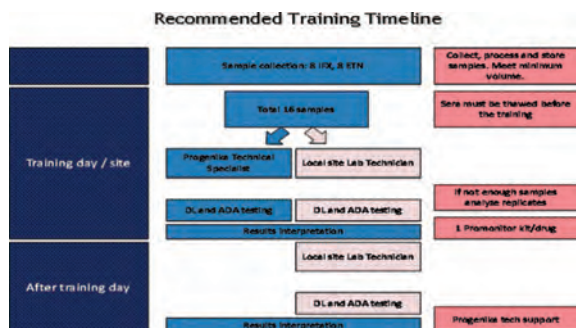 Recommended Training Timeline
Sample collection: 8 IFX, 8 ETN
Collect, process and store
samples. Meet minimum
volume.
Total 16 samples
Sera must be thawed before
the training
Training day / site
Progenika Technical
Specialist
Local site Lab Technician
DL and ADA testing
DL and ADA testing
If not enough samples
analyse replicates
Results interpretation
1 Promonitor kit/drug
Local site Lab Technician
After training day
DL and ADA testing
Results interpretation
Progenika tech support